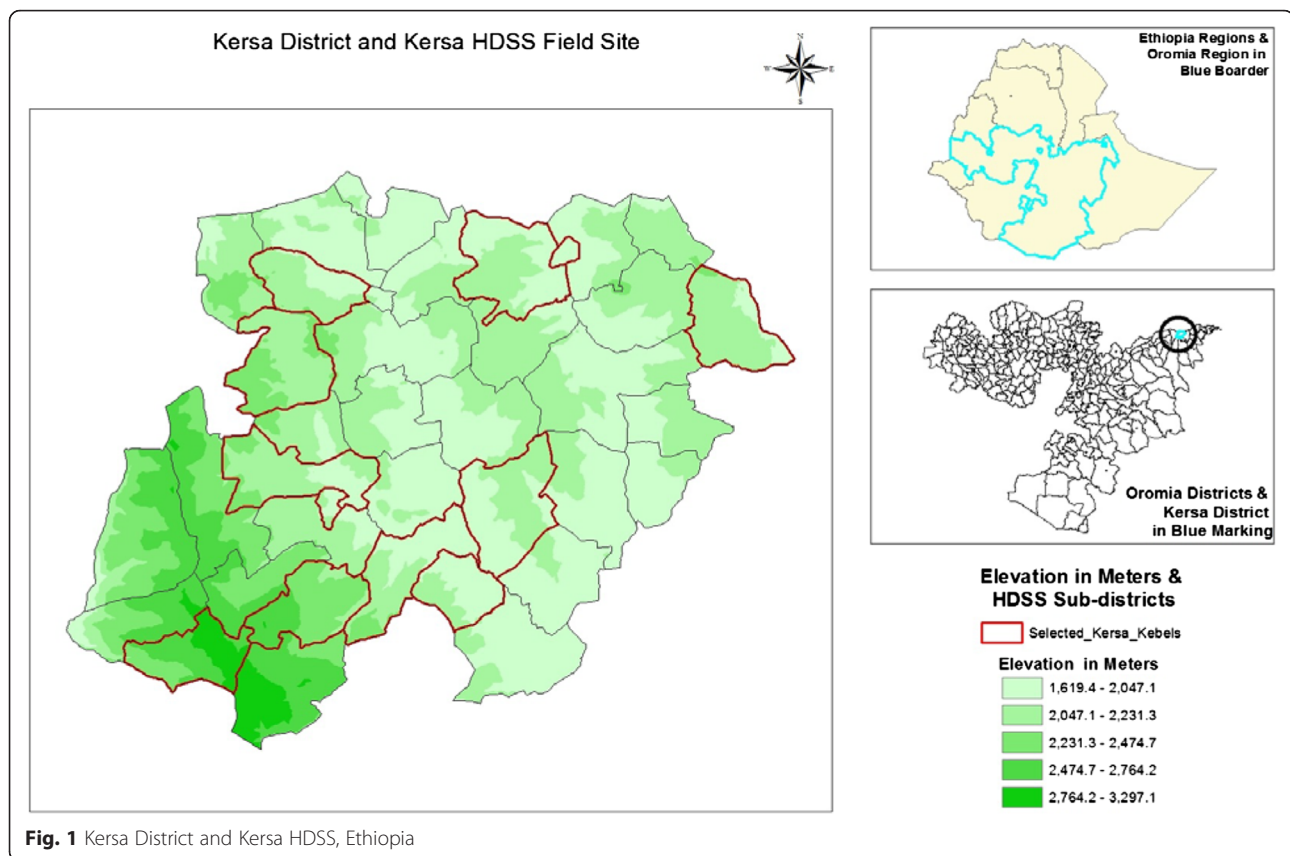 Kersa District and Kersa HDSS Field Site
N
W
E
S
Ethiopia Regions &
Oromia Region in
Blue Boarder
Oromia Districts &
Kersa District
in Blue Marking
Elevation in Meters &
HDSS Sub-districts
Selected_Kersa_Kebels
Elevation in Meters
1,619.4 - 2,047.1
2,047.1 - 2,231.3
2,231.3 - 2,474.7
2,474.7 - 2,764.2
2,764.2 - 3,297.1
Fig. 1 Kersa District and Kersa HDSS, Ethiopia